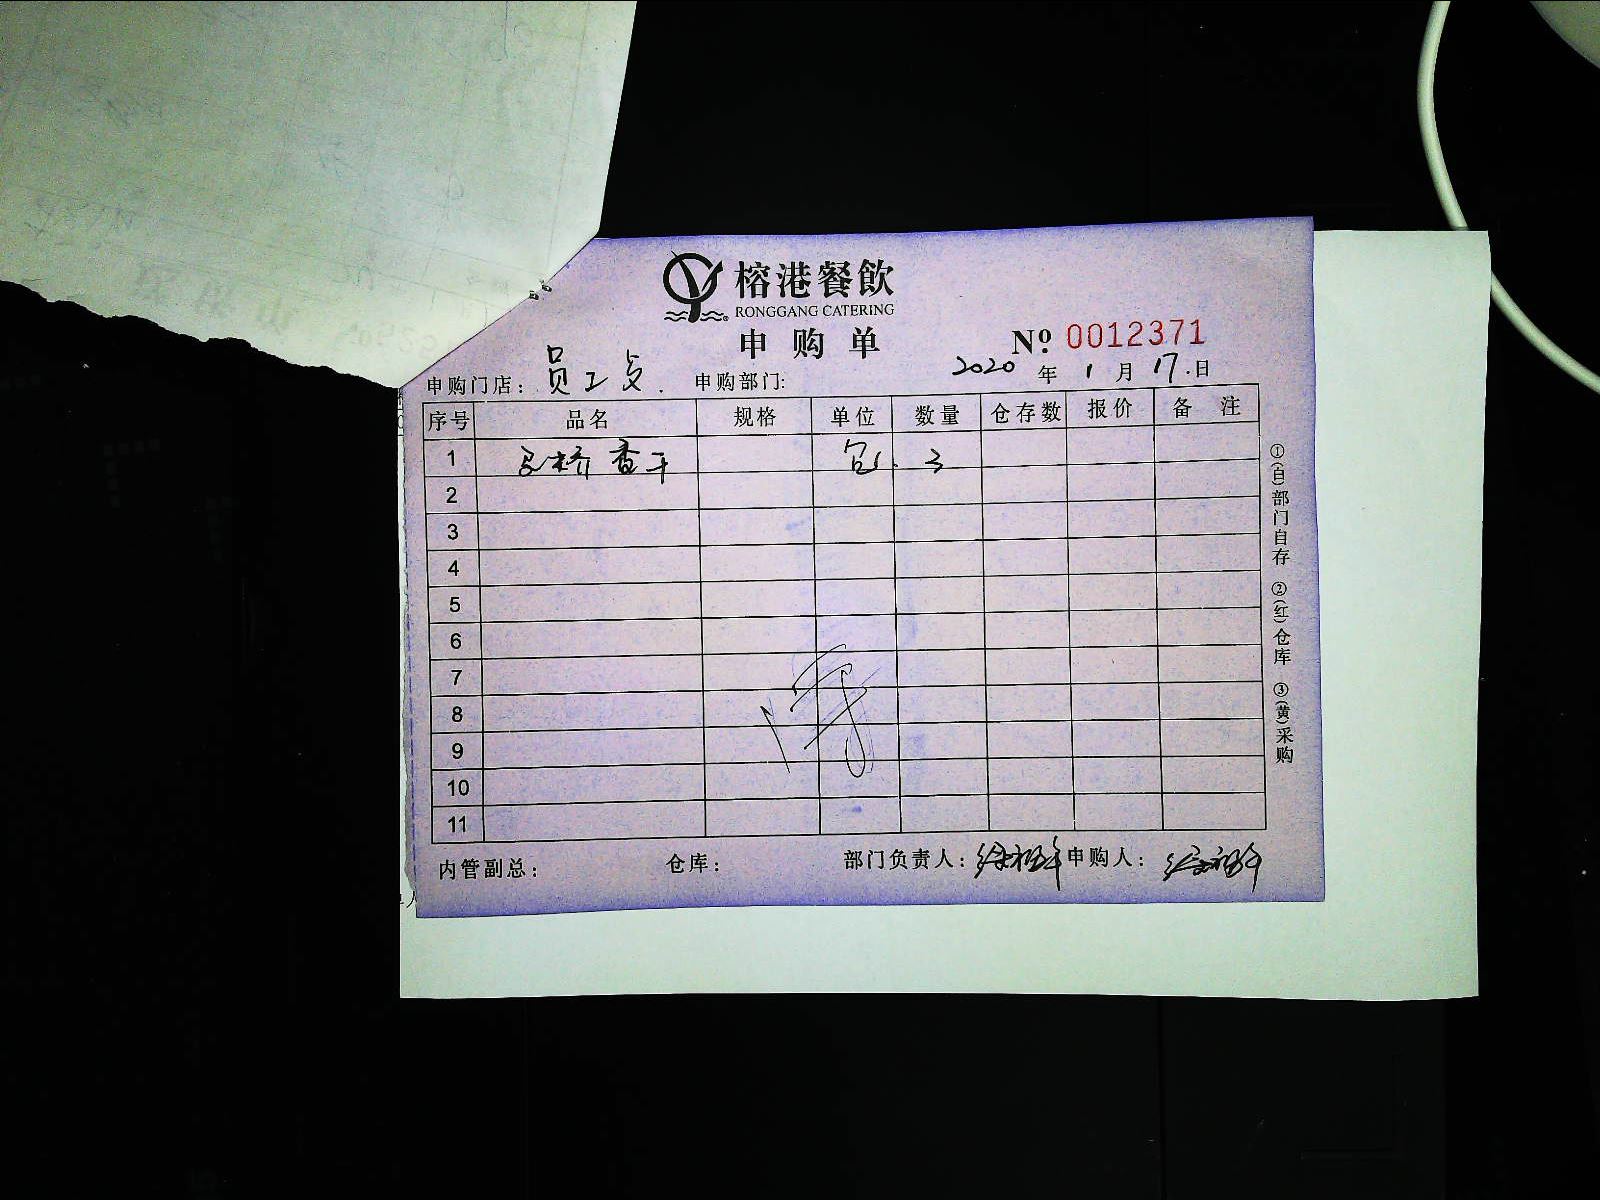 榕港餐飲
RONGGANG CATERING
申购单
Nº 0012371
申购门店: 员工 申购部门: 2020 年 1 月 17 日
序号 品名 规格 单位 数量 仓存数 报价 备注
1 香干 包 3
2
3
4
5
6
7
8
9
10
11
①(白)部门自存 ②(红)仓库 ③(黄)采购
内管副总: 仓库: 部门负责人: 申购人: